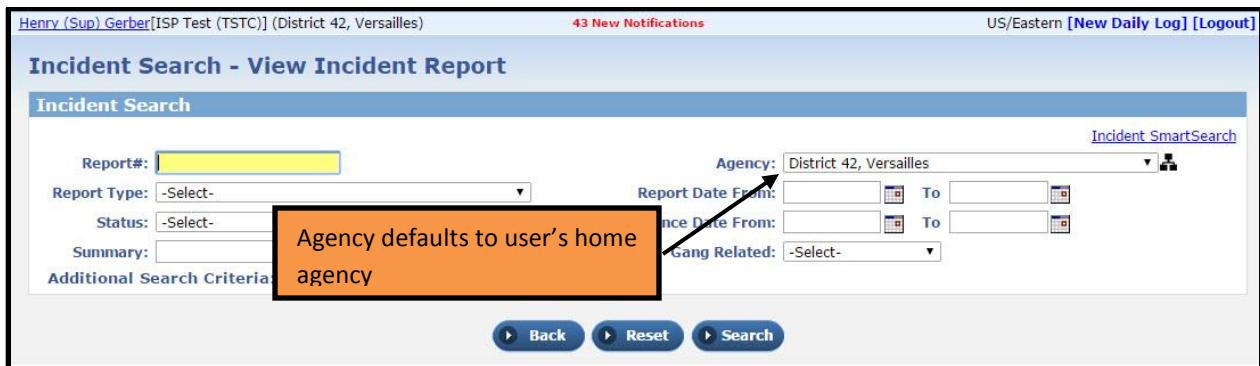 Henry (Sup) Gerber[ISP Test (TSTC)] (District 42, Versailles) 43 New Notifications US/Eastern [New Daily Log] [Logout]
Incident Search - View Incident Report
Incident Search
Incident SmartSearch
Report#: Agency: District 42, Versailles
Report Type: -Select- Report Date From: To
Status: -Select- nce Date From: To
Summary: Gang Related: -Select-
Additional Search Criteria:
Agency defaults to user's home
agency
Back Reset Search